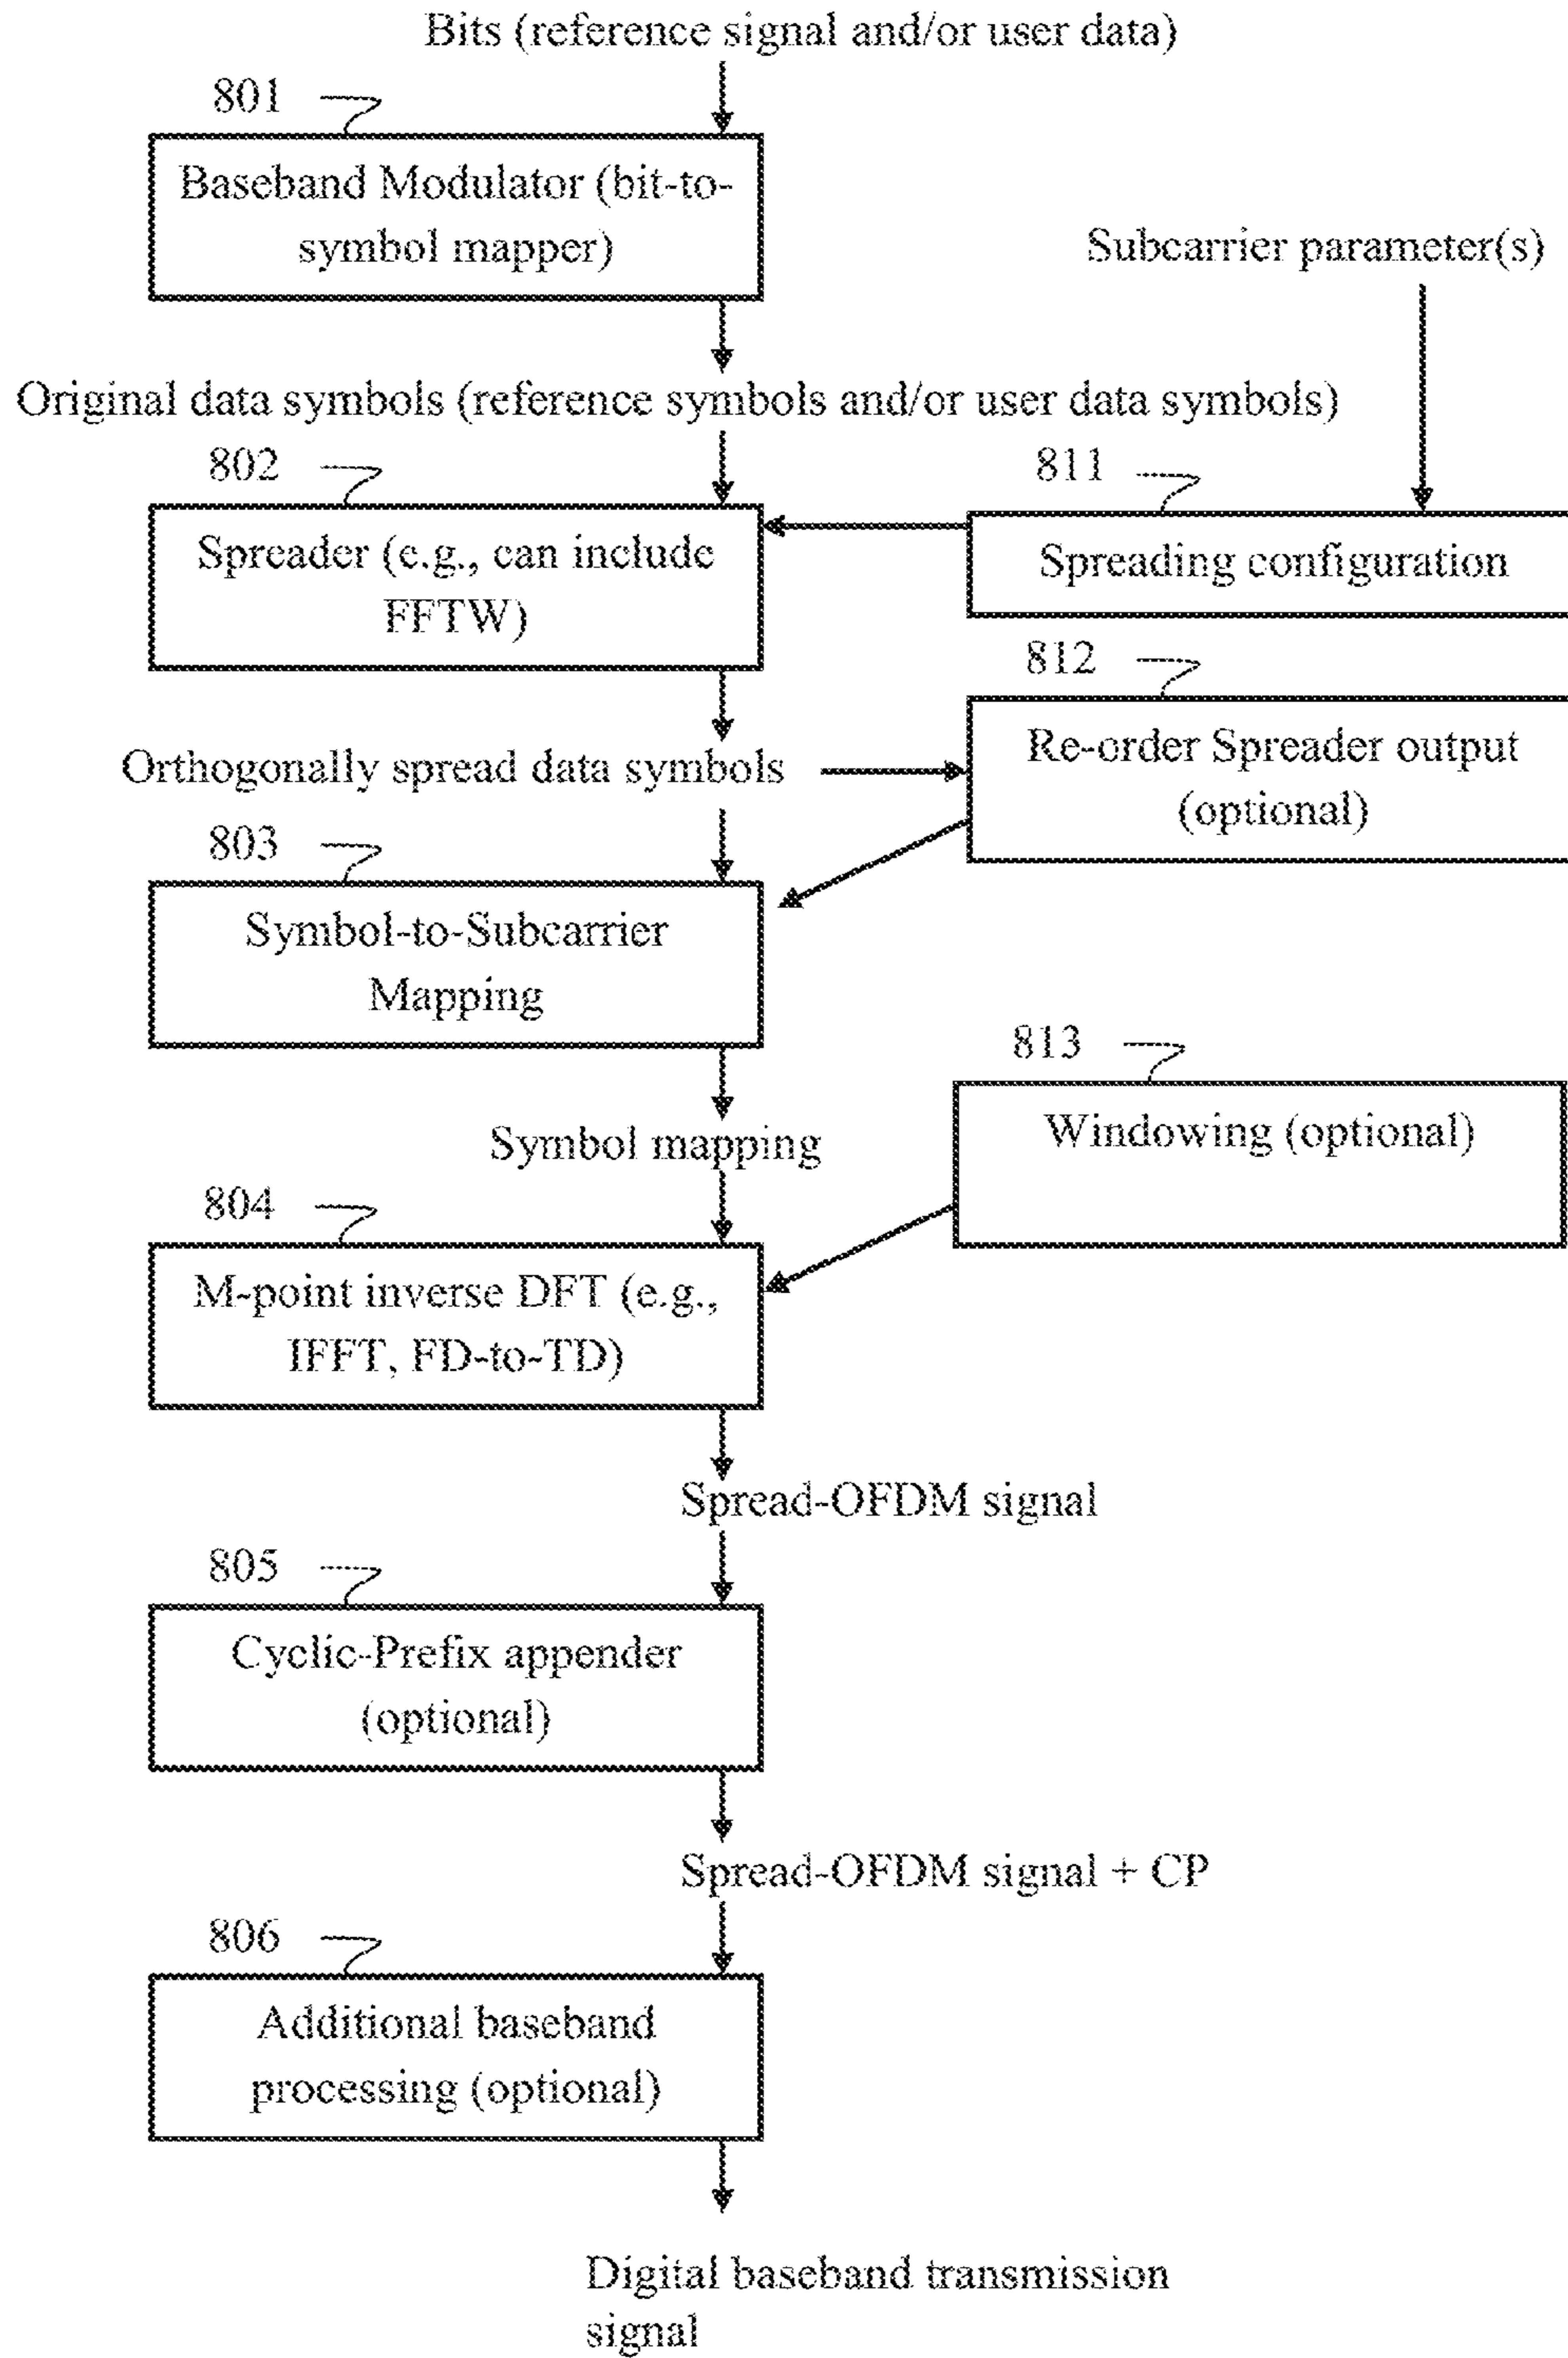 Bits (reference signal and/or user data)
801
Baseband Modulator (bit-to-
symbol mapper)
Subcarrier parameter(s)
Original data symbols (reference symbols and/or user data symbols)
802
Spreader (e.g., can include
FFTW)
811
Spreading configuration
812
Re-order Spreader output
(optional)
Orthogonally spread data symbols
803
Symbol-to-Subcarrier
Mapping
813
Windowing (optional)
Symbol mapping
804
M-point inverse DFT (e.g.,
IFFT, FD-to-TD)
Spread-OFDM signal
805
Cyclic-Prefix appender
(optional)
Spread-OFDM signal + CP
806
Additional baseband
processing (optional)
Digital baseband transmission
signal